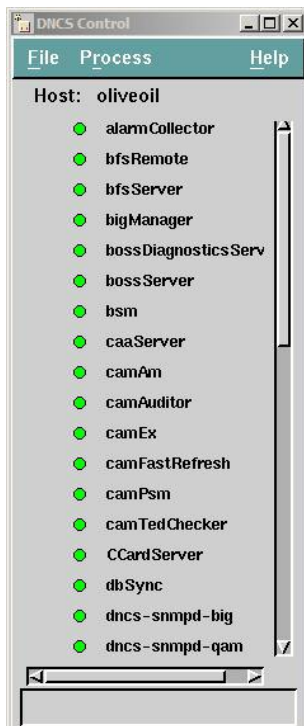 DNCS Control
File Process Help
Host: oliveoil
alarmCollector
bfsRemote
bfsServer
bigManager
bossDiagnosticsServ
bossServer
bsm
caaServer
camAm
camAuditor
camEx
camFastRefresh
camPsm
camTedChecker
CCardServer
dbSync
dncs-snmpd-big
dncs-snmpd-qam